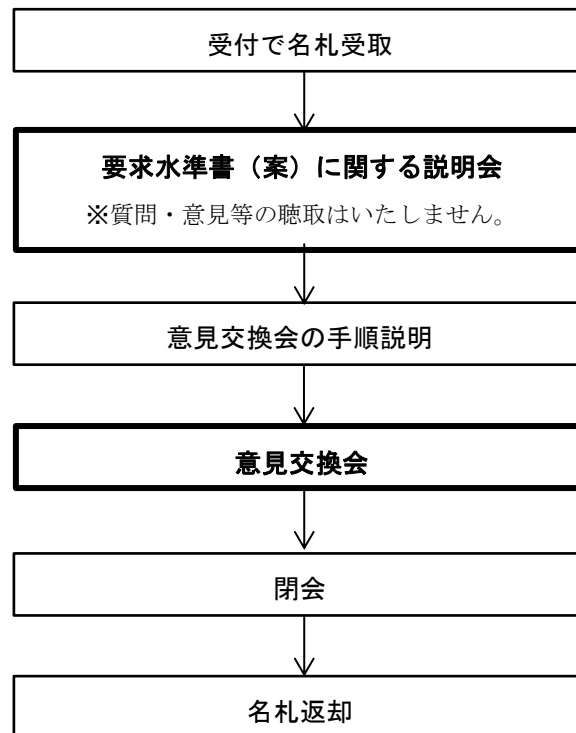 受付で名札受取
要求水準書（案）に関する説明会
※質問・意見等の聴取はいたしません。
意見交換会の手順説明
意見交換会
閉会
名札返却